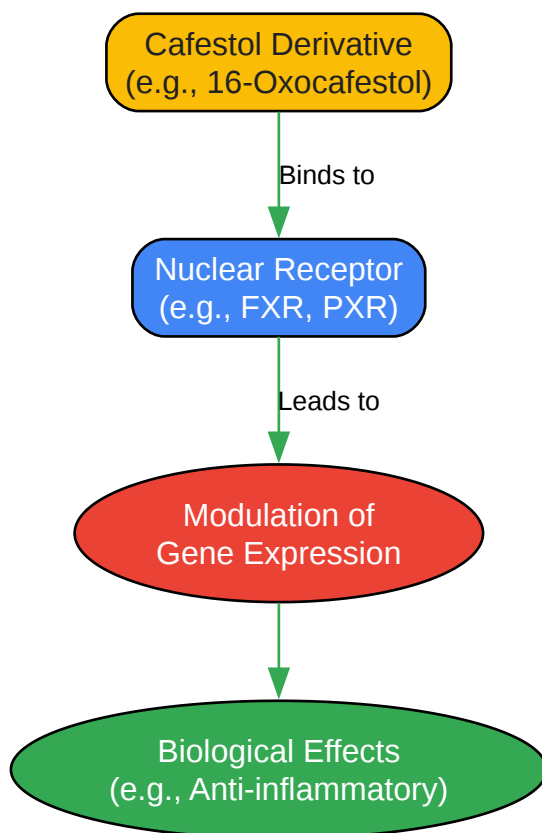 Cafestol Derivative
(e.g., 16-Oxocafestol)
Binds to
Nuclear Receptor
(e.g., FXR, PXR)
Leads to
Modulation of
Gene Expression
Biological Effects
(e.g., Anti-inflammatory)